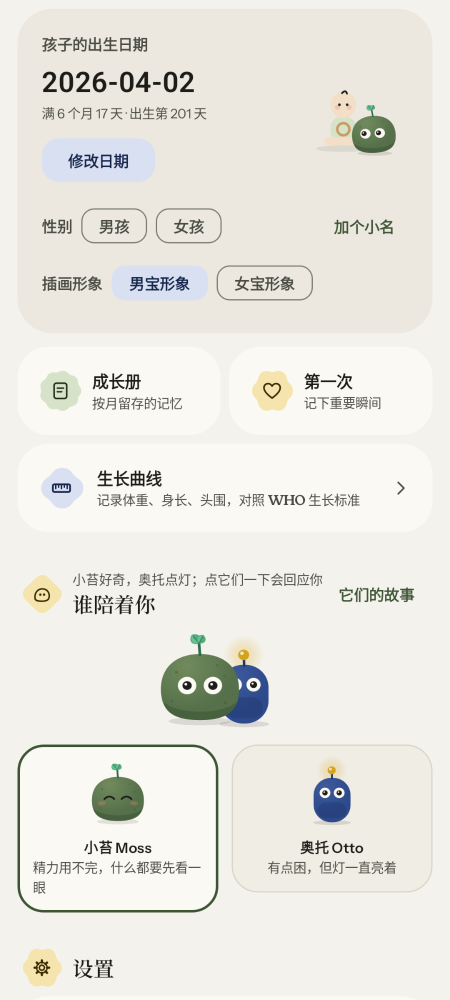 孩子的出生日期
2026-04-02
满 6 个月 17 天 · 出生第 201 天
修改日期
性别 男孩 女孩 加个小名
插画形象 男宝形象 女宝形象
成长册
按月留存的记忆
第一次
记下重要瞬间
生长曲线
记录体重、身长、头围，对照 WHO 生长标准
小苔好奇，奥托点灯；点它们一下会回应你
谁陪着你
它们的故事
小苔 Moss
精力用不完，什么都要先看一
眼
奥托 Otto
有点困，但灯一直亮着
设置